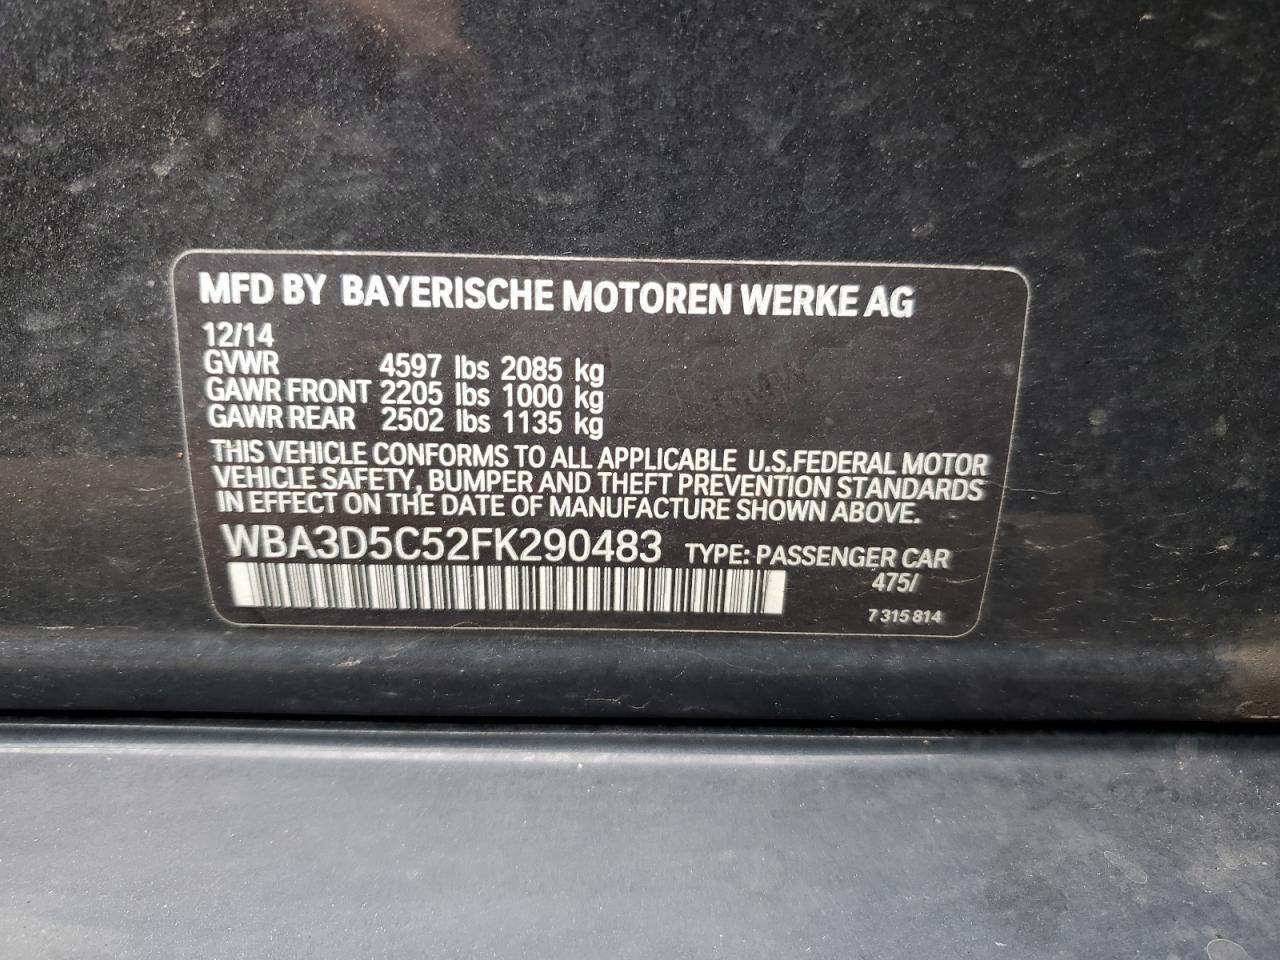 MFD BY BAYERISCHE MOTOREN WERKE AG
12/14
GVWR 4597 lbs 2085 kg
GAWR FRONT 2205 lbs 1000 kg
GAWR REAR 2502 lbs 1135 kg
THIS VEHICLE CONFORMS TO ALL APPLICABLE U.S.FEDERAL MOTOR
VEHICLE SAFETY, BUMPER AND THEFT PREVENTION STANDARDS
IN EFFECT ON THE DATE OF MANUFACTURE SHOWN ABOVE.
WBA3D5C52FK290483 TYPE: PASSENGER CAR
475/
7 315 814